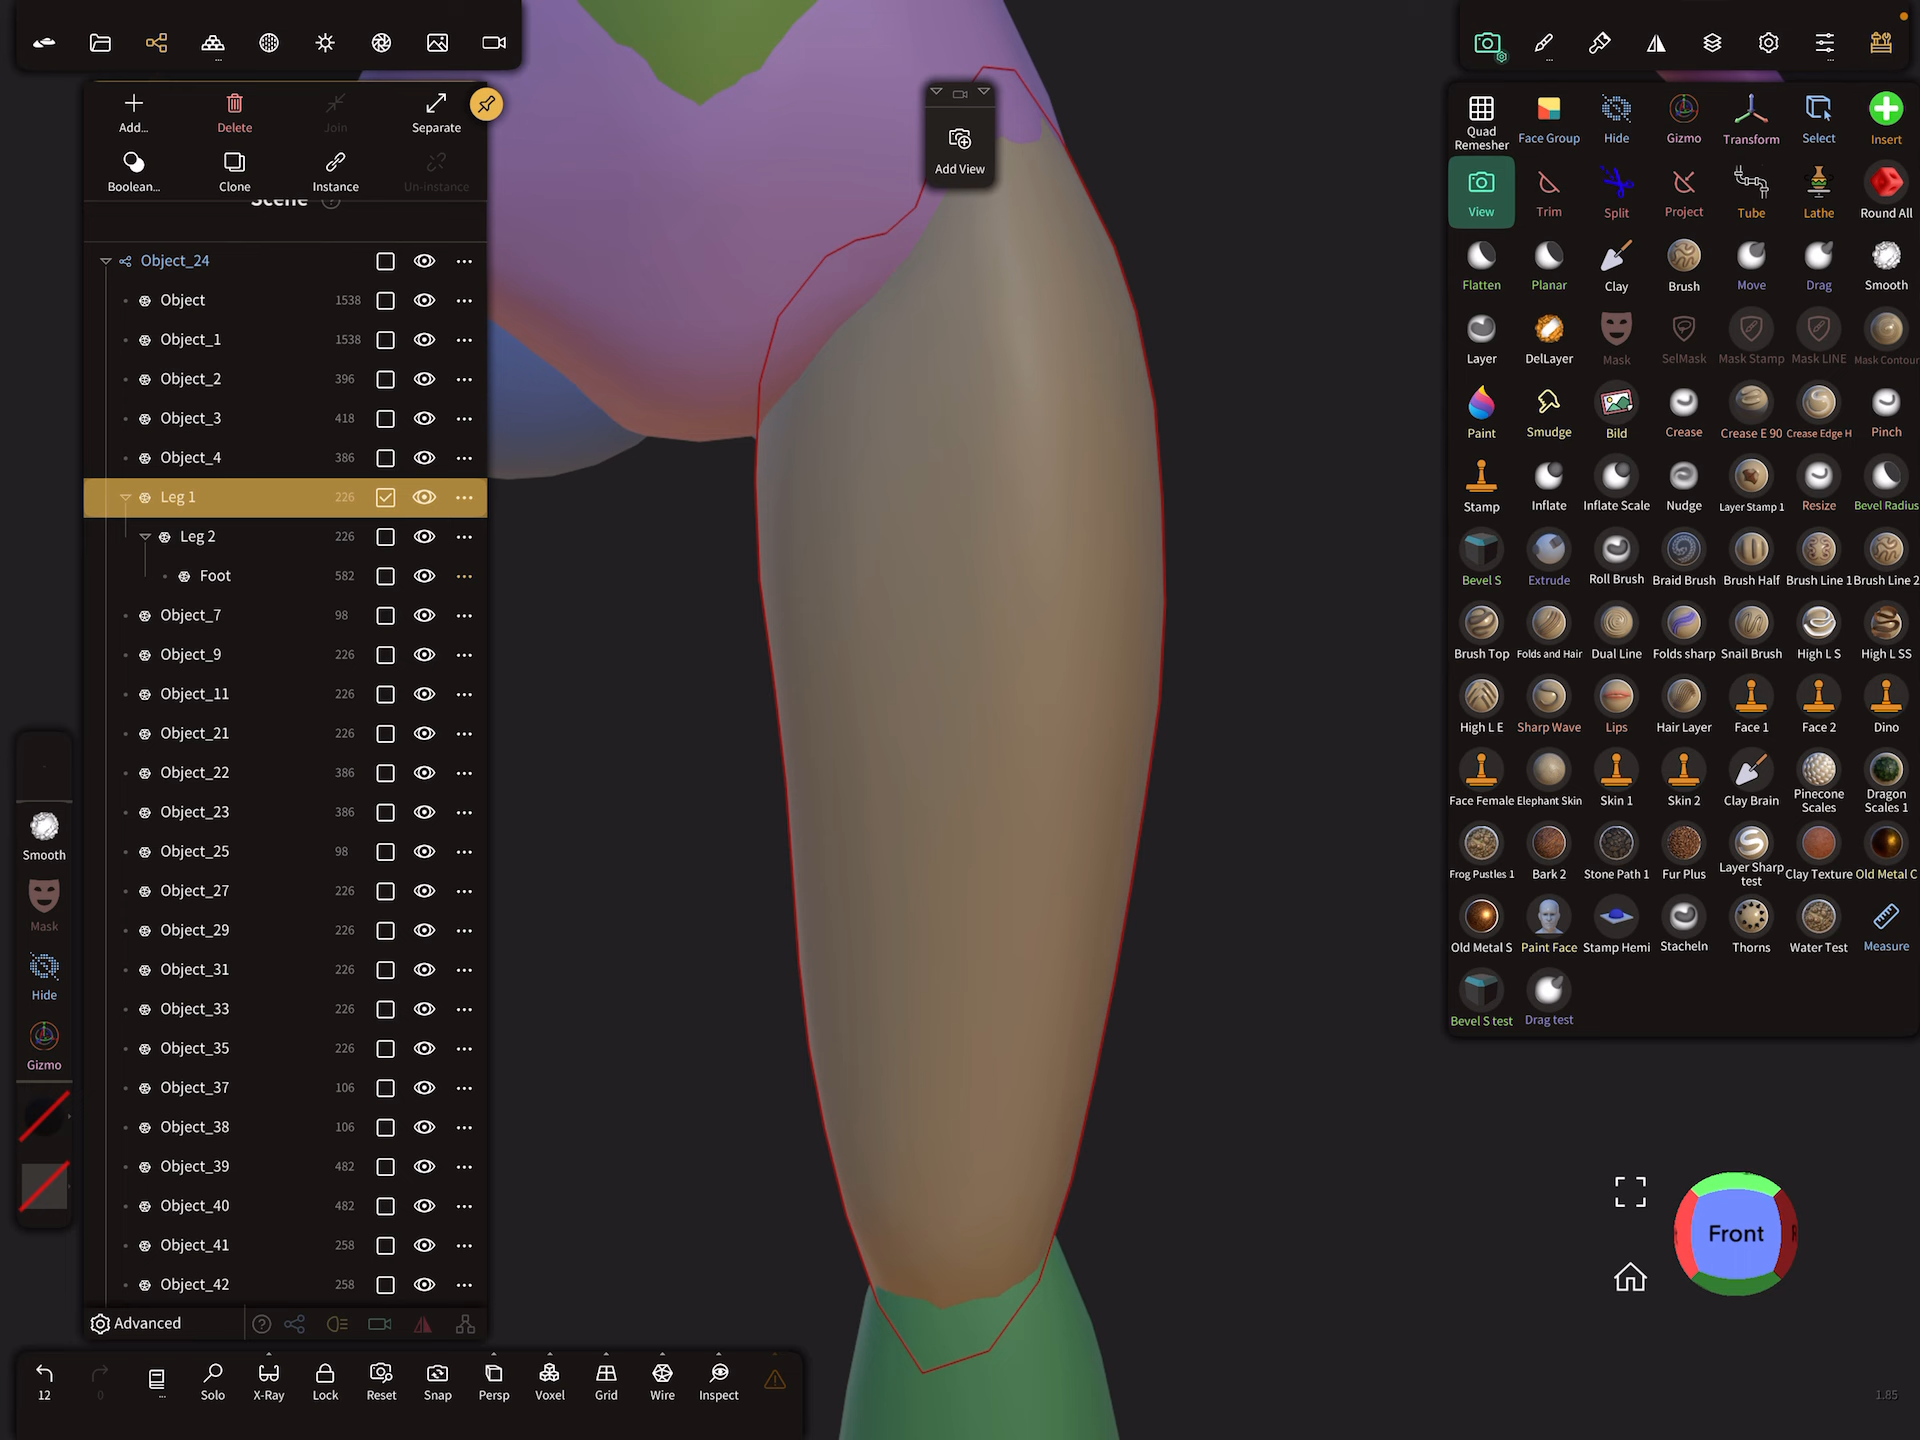 Add...
Delete
Join
Separate
Boolean...
Clone
Instance
Un-instance
Scene
Object_24
Object 1538
Object_1 1538
Object_2 396
Object_3 418
Object_4 386
Leg 1 226
Leg 2 226
Foot 582
Object_7 98
Object_9 226
Object_11 226
Object_21 226
Object_22 386
Object_23 386
Object_25 98
Object_27 226
Object_29 226
Object_31 226
Object_33 226
Object_35 226
Object_37 106
Object_38 106
Object_39 482
Object_40 482
Object_41 258
Object_42 258
Advanced
Smooth
Mask
Hide
Gizmo
12
0
Solo
X-Ray
Lock
Reset
Snap
Persp
Voxel
Grid
Wire
Inspect
Add View
Quad Remesher
Face Group
Hide
Gizmo
Transform
Select
Insert
View
Trim
Split
Project
Tube
Lathe
Round All
Flatten
Planar
Clay
Brush
Move
Drag
Smooth
Layer
DelLayer
Mask
SelMask
Mask Stamp
Mask LINE
Mask Contour
Paint
Smudge
Bild
Crease
Crease E 90
Crease Edge H
Pinch
Stamp
Inflate
Inflate Scale
Nudge
Layer Stamp 1
Resize
Bevel Radius
Bevel S
Extrude
Roll Brush
Braid Brush
Brush Half
Brush Line 1
Brush Line 2
Brush Top
Folds and Hair
Dual Line
Folds sharp
Snail Brush
High L S
High L SS
High L E
Sharp Wave
Lips
Hair Layer
Face 1
Face 2
Dino
Face Female
Elephant Skin
Skin 1
Skin 2
Clay Brain
Pinecone Scales
Dragon Scales 1
Frog Pustles 1
Bark 2
Stone Path 1
Fur Plus
Layer Sharp test
Clay Texture
Old Metal C
Old Metal S
Paint Face
Stamp Hemi
Stacheln
Thorns
Water Test
Measure
Bevel S test
Drag test
Front
1.85